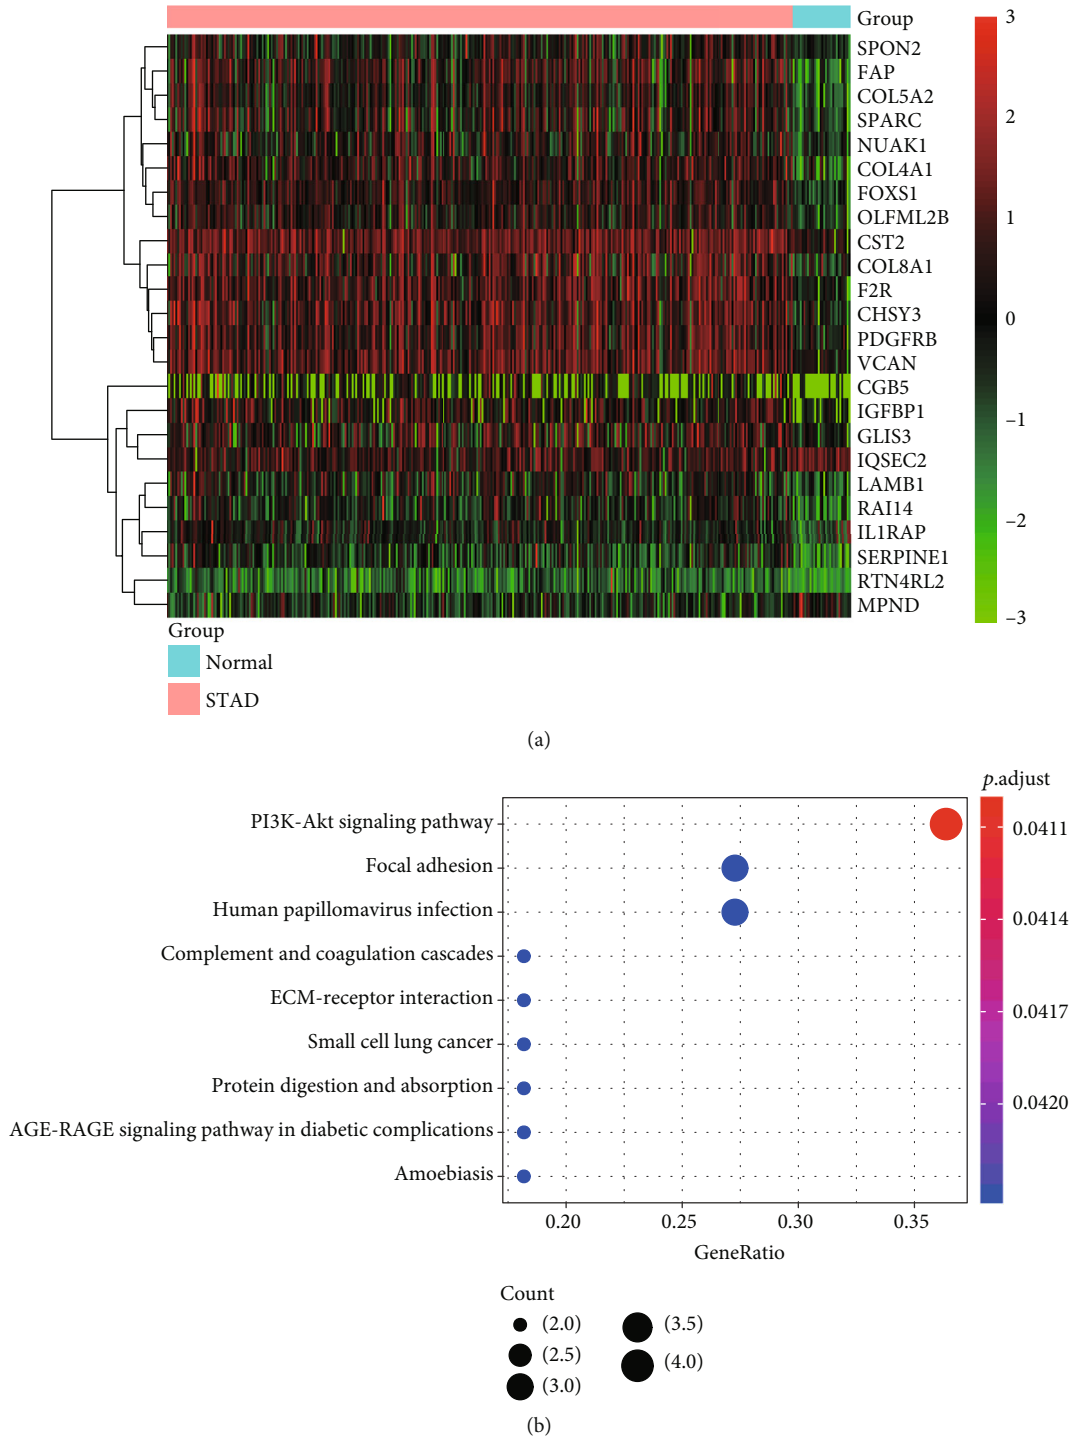 Group
SPON2
FAP
COL5A2
SPARC
NUAK1
COL4A1
FOXS1
OLFML2B
CST2
COL8A1
F2R
CHSY3
PDGFRB
VCAN
CGB5
IGFBP1
GLIS3
IQSEC2
LAMB1
RAI14
IL1RAP
SERPINE1
RTN4RL2
MPND
3
2
1
0
−1
−2
−3
Group
Normal
STAD
(a)
p.adjust
0.0411
0.0414
0.0417
0.0420
PI3K-Akt signaling pathway
Focal adhesion
Human papillomavirus infection
Complement and coagulation cascades
ECM-receptor interaction
Small cell lung cancer
Protein digestion and absorption
AGE-RAGE signaling pathway in diabetic complications
Amoebiasis
0.20 0.25 0.30 0.35
GeneRatio
Count
(2.0) (3.5)
(2.5) (4.0)
(3.0)
(b)